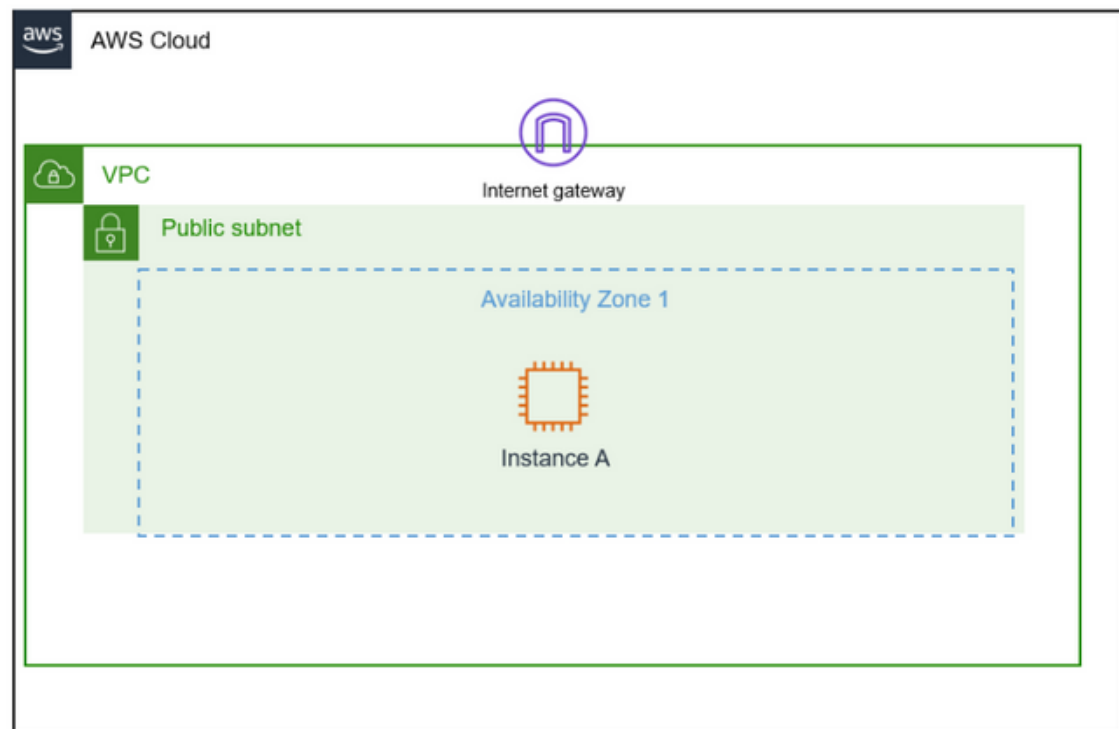 aws
AWS Cloud
Internet gateway
VPC
Public subnet
Availability Zone 1
Instance A